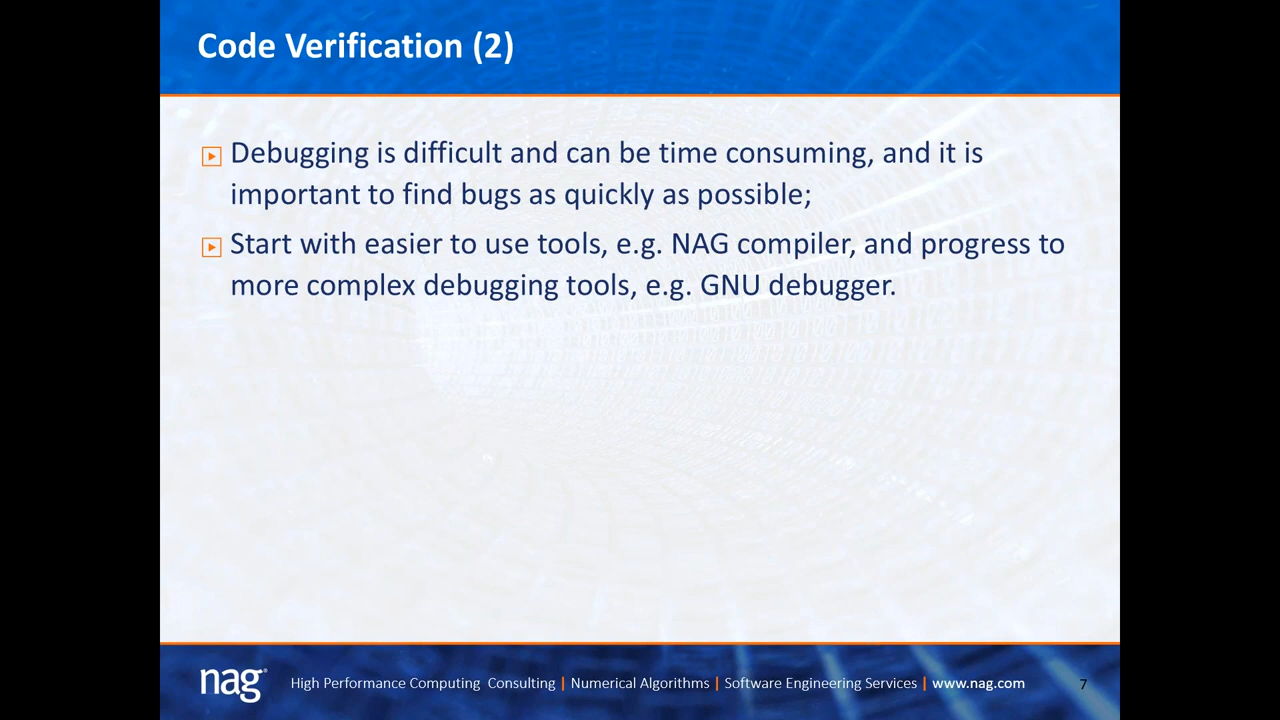 Code Verification (2)
Debugging is difficult and can be time consuming, and it is
important to find bugs as quickly as possible;
Start with easier to use tools, e.g. NAG compiler, and progress to
more complex debugging tools, e.g. GNU debugger.
nag®
High Performance Computing Consulting | Numerical Algorithms | Software Engineering Services | www.nag.com
7